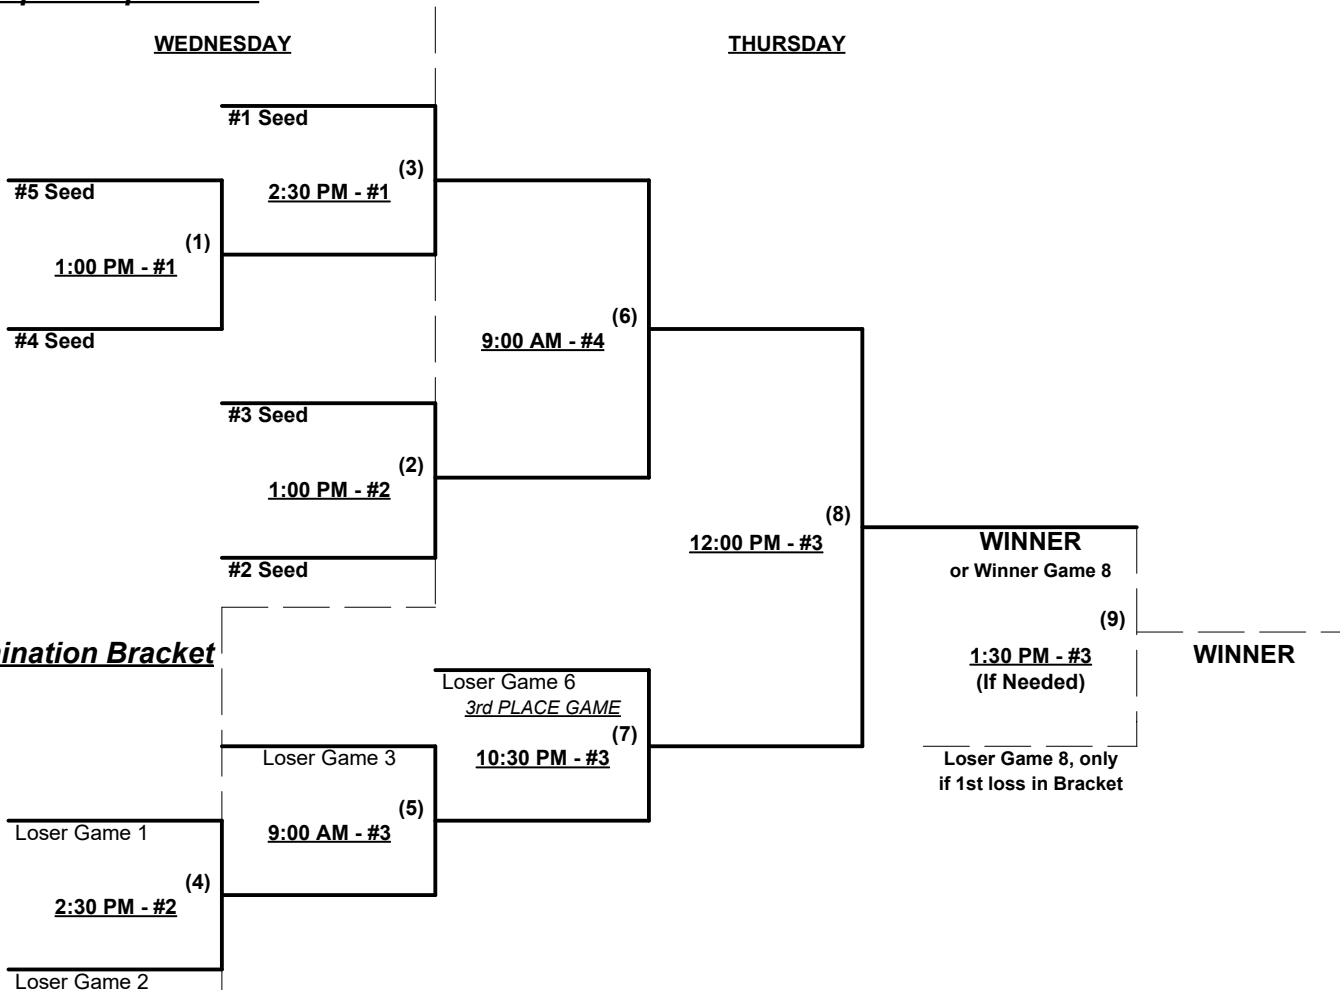 WEDNESDAY
THURSDAY
#1 Seed
(3)
2:30 PM - #1
#5 Seed
(1)
1:00 PM - #1
#4 Seed
(6)
9:00 AM - #4
#3 Seed
(2)
1:00 PM - #2
#2 Seed
(8)
12:00 PM - #3
WINNER
or Winner Game 8
(9)
1:30 PM - #3
(If Needed)
WINNER
Loser Game 8, only
if 1st loss in Bracket
Bracket
Loser Game 6
3rd PLACE GAME
(7)
10:30 PM - #3
Loser Game 3
(5)
9:00 AM - #3
Loser Game 1
(4)
2:30 PM - #2
Loser Game 2